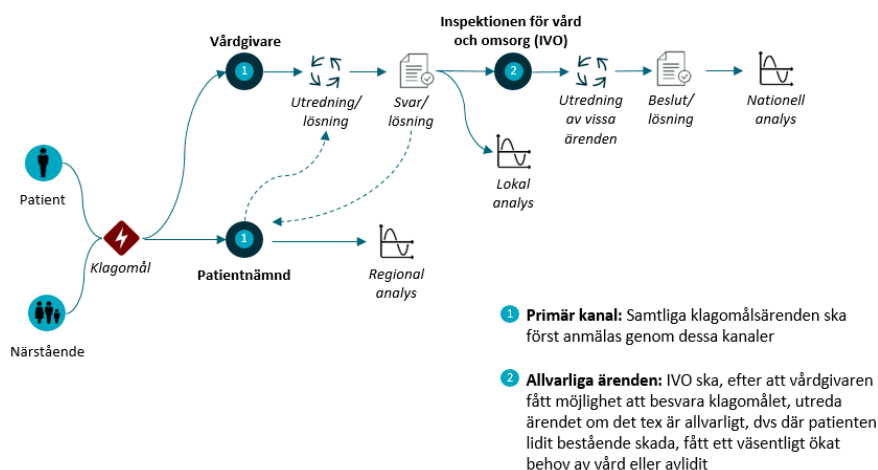 Inspektionen för vård
och omsorg (IVO)
Vårdgivare
1
2
Utredning/
lösning
Svar/
lösning
Utredning
av vissa
ärenden
Beslut/
lösning
Nationell
analys
Lokal
analys
Patient
Klagomål
1
Patientnämnd
Regional
analys
Närstående
1 Primär kanal: Samtliga klagomålsärenden ska
först anmälas genom dessa kanaler
2 Allvarliga ärenden: IVO ska, efter att vårdgivaren
fått möjlighet att besvara klagomålet, utreda
ärendet om det tex är allvarligt, dvs där patienten
lidit bestående skada, fått ett väsentligt ökat
behov av vård eller avlidit